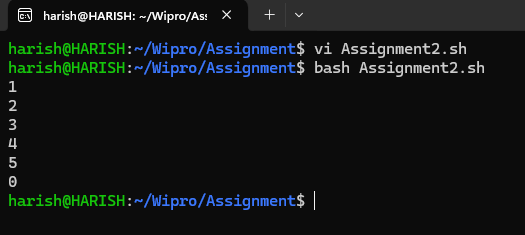 harish@HARISH: ~/Wipro/Ass
harish@HARISH:~/Wipro/Assignment$ vi Assignment2.sh
harish@HARISH:~/Wipro/Assignment$ bash Assignment2.sh
1
2
3
4
5
0
harish@HARISH:~/Wipro/Assignment$